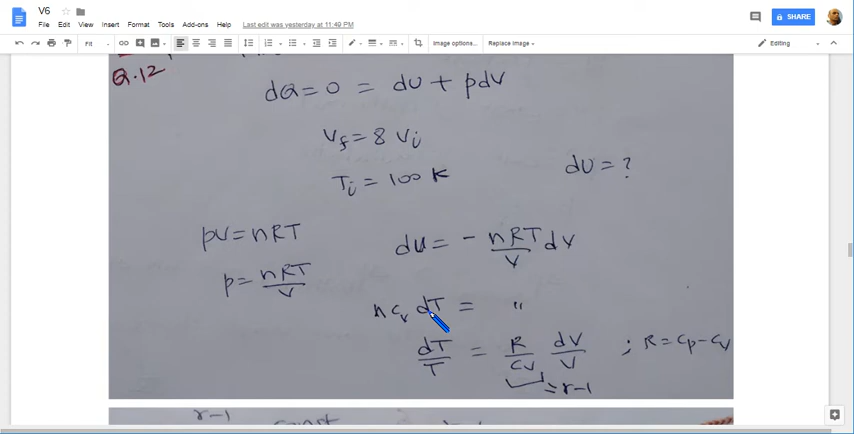 V6
SHARE
File Edit View Insert Format Tools Add-ons Help
Last edit was yesterday at 11:49 PM
Fit
Image options...
Replace Image
Editing
Q.12
dQ = 0 = dU + pdV
Vf = 8 Vi
Ti = 100 K
dU = ?
pV = nRT
dU = - nRT/V dV
p = nRT/V
n Cv dT = "
dT/T = R/Cv dV/V ; R = Cp - Cv
= r-1
r-1
const